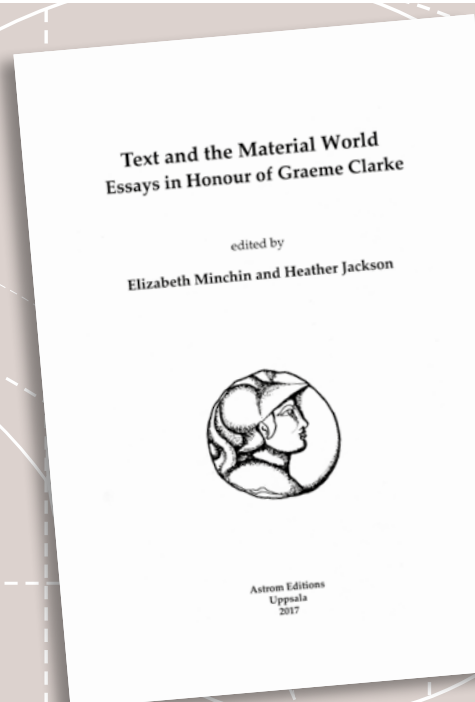 Text and the Material World
Essays in Honour of Graeme Clarke
edited by
Elizabeth Minchin and Heather Jackson
Astrom Editions
Uppsala
2017